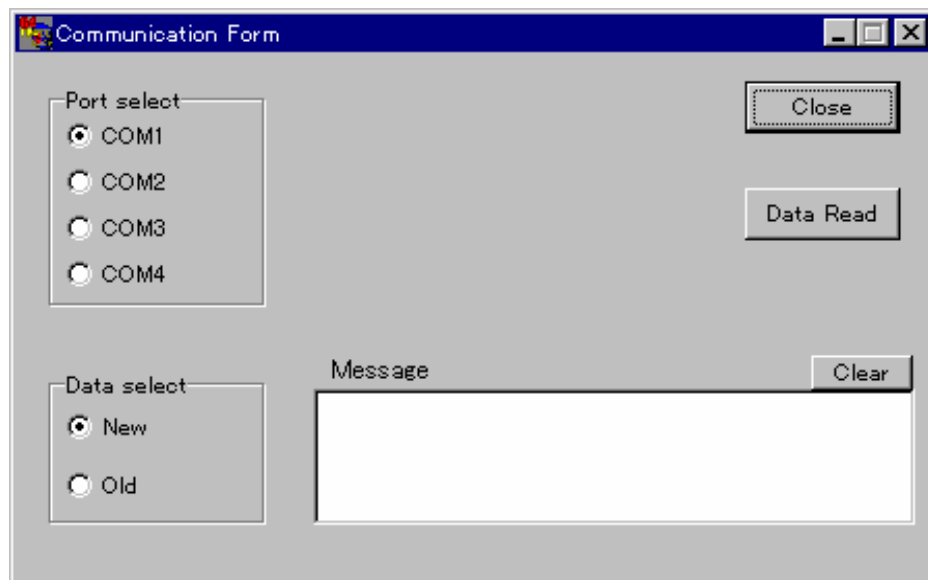 Communication Form
Port select
COM1
COM2
COM3
COM4
Close
Data Read
Data select
New
Old
Message
Clear